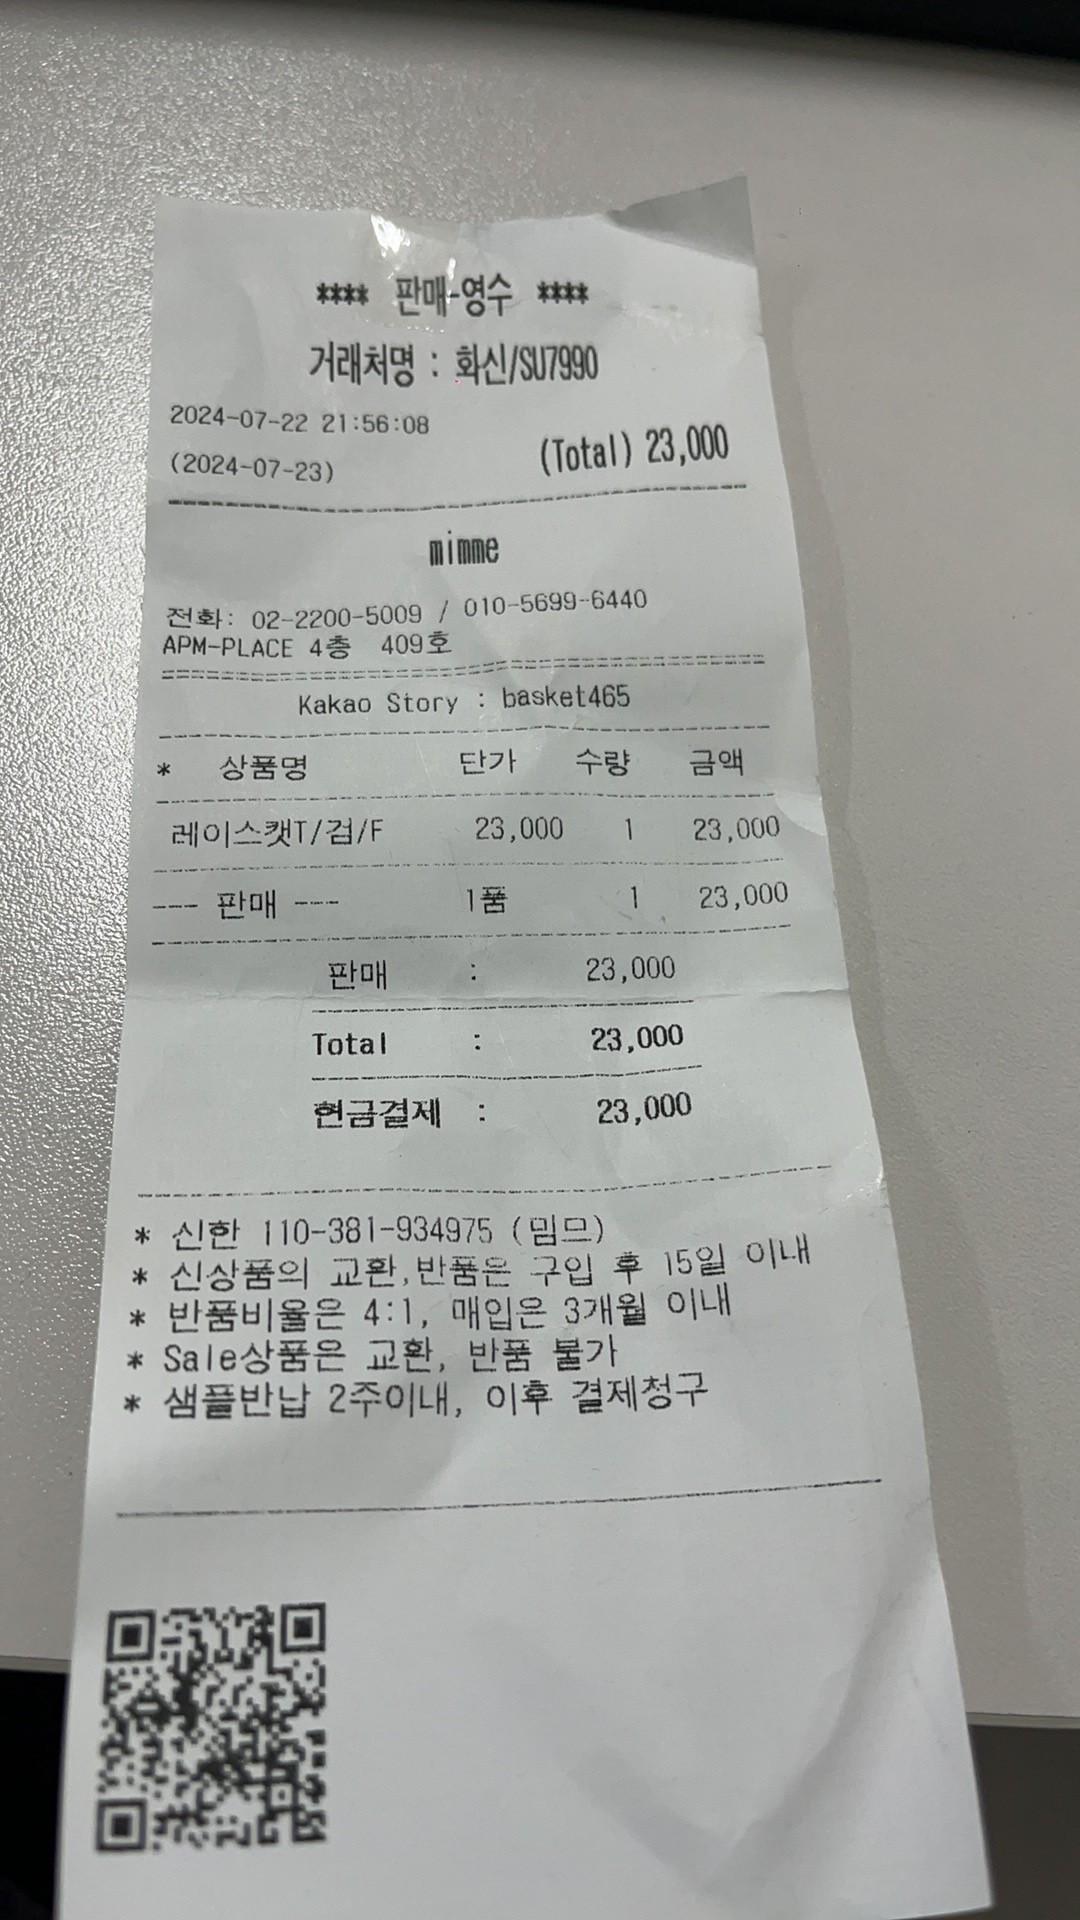 **** 판매-영수 ****
거래처명 : 화신/SU7990
2024-07-22 21:56:08
(2024-07-23) (Total) 23,000
mimme
전화: 02-2200-5009 / 010-5699-6440
APM-PLACE 4층 409호
Kakao Story : basket465
* 상품명 단가 수량 금액
레이스캣T/검/F 23,000 1 23,000
--- 판매 --- 1품 1 23,000
판매 : 23,000
Total : 23,000
현금결제 : 23,000
* 신한 110-381-934975 (밈므)
* 신상품의 교환,반품은 구입 후 15일 이내
* 반품비율은 4:1, 매입은 3개월 이내
* Sale상품은 교환, 반품 불가
* 샘플반납 2주이내, 이후 결제청구